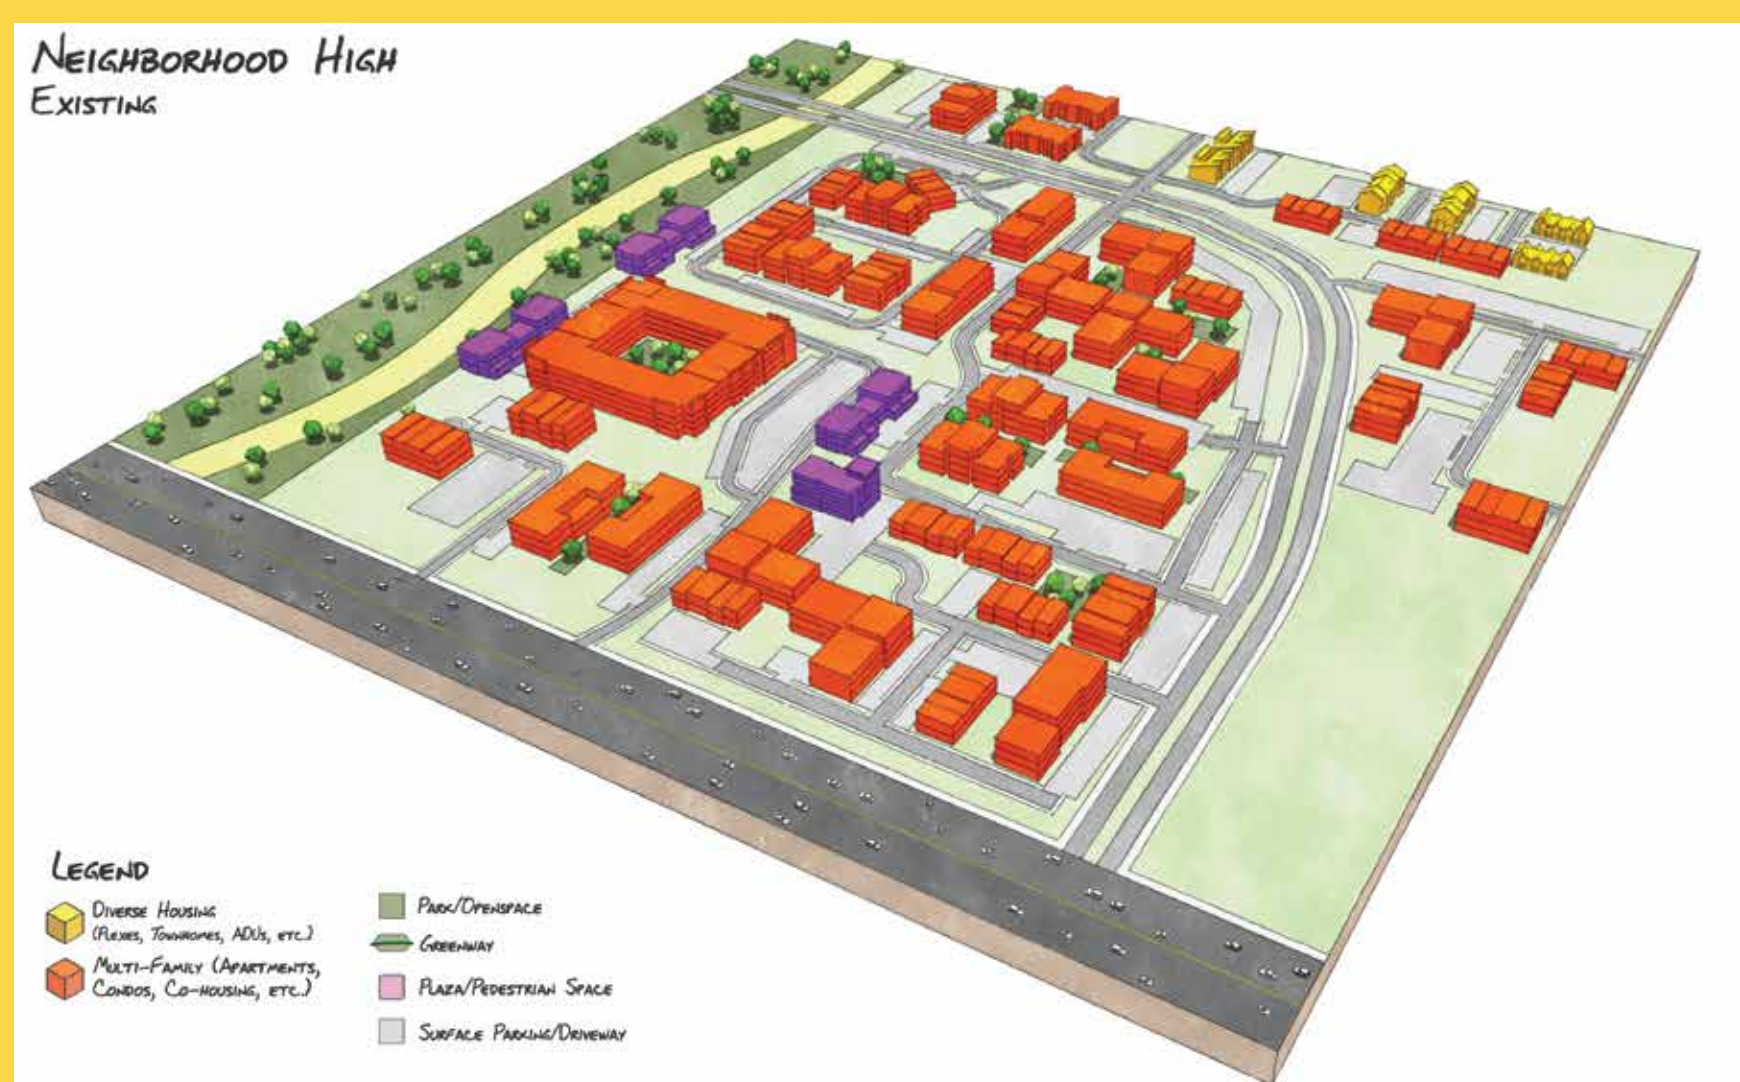 Neighborhood High
Existing
Legend
Diverse Housing
(Plexes, Townhomes, ADUs, etc.)
Multi-Family (Apartments,
Condos, Co-housing, etc.)
Park/Openspace
Greenway
Plaza/Pedestrian Space
Surface Parking/Driveway